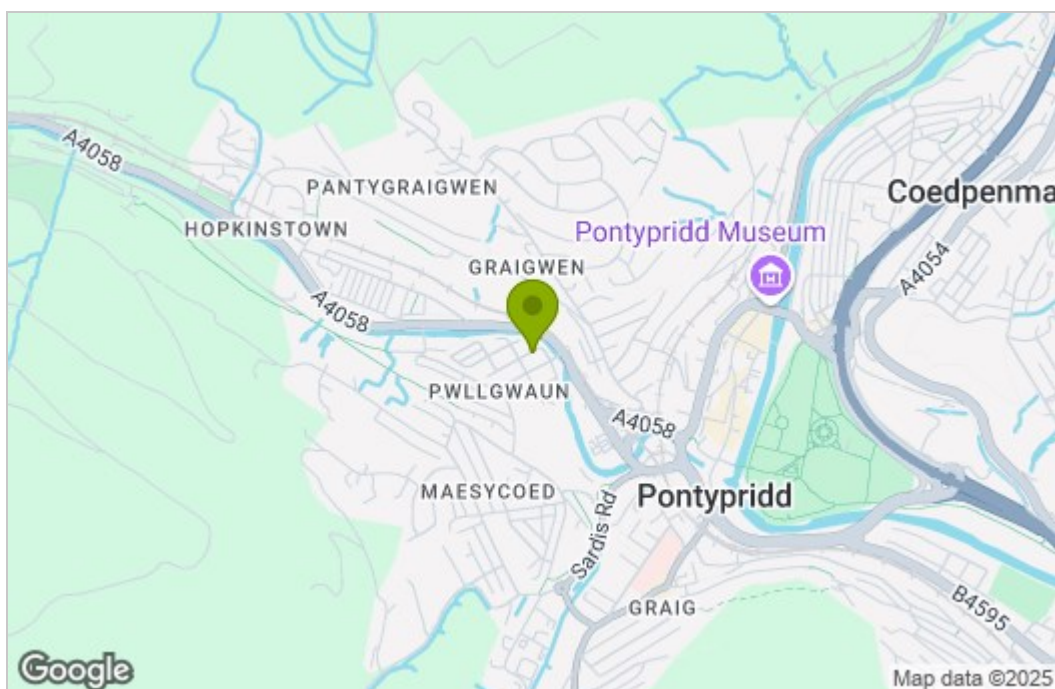 A4058
PANTYGRAIGWEN
Coedpenma
HOPKINSTOWN
Pontypridd Museum
GRAIGWEN
A4054
A4058
PWLLGWAUN
A4058
MAESYCOED
Pontypridd
Sardis Rd
GRAIG
B4595
Google
Map data ©2025